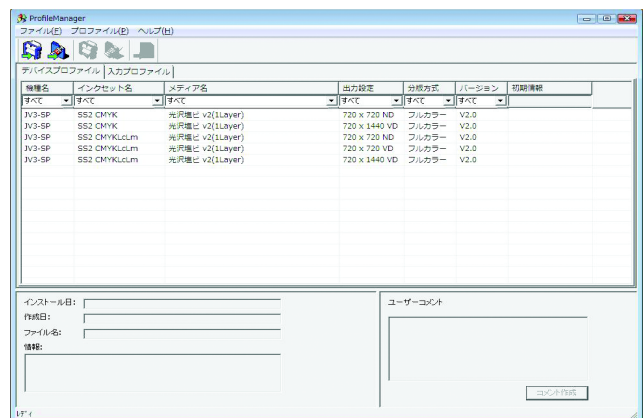 ProfileManager
ファイル(F) プロファイル(P) ヘルプ(H)
デバイスプロファイル 入力プロファイル
機種名 インクセット名 メディア名 出力設定 分版方式 バージョン 初期情報
すべて すべて すべて すべて すべて すべて
JV3-SP SS2 CMYK 光沢塩ビ v2(1Layer) 720 x 720 ND フルカラー V2.0
JV3-SP SS2 CMYK 光沢塩ビ v2(1Layer) 720 x 1440 VD フルカラー V2.0
JV3-SP SS2 CMYKLcLm 光沢塩ビ v2(1Layer) 720 x 720 ND フルカラー V2.0
JV3-SP SS2 CMYKLcLm 光沢塩ビ v2(1Layer) 720 x 720 VD フルカラー V2.0
JV3-SP SS2 CMYKLcLm 光沢塩ビ v2(1Layer) 720 x 1440 VD フルカラー V2.0
インストール日:
作成日:
ファイル名:
情報:
ユーザーコメント
コメント作成
レディ